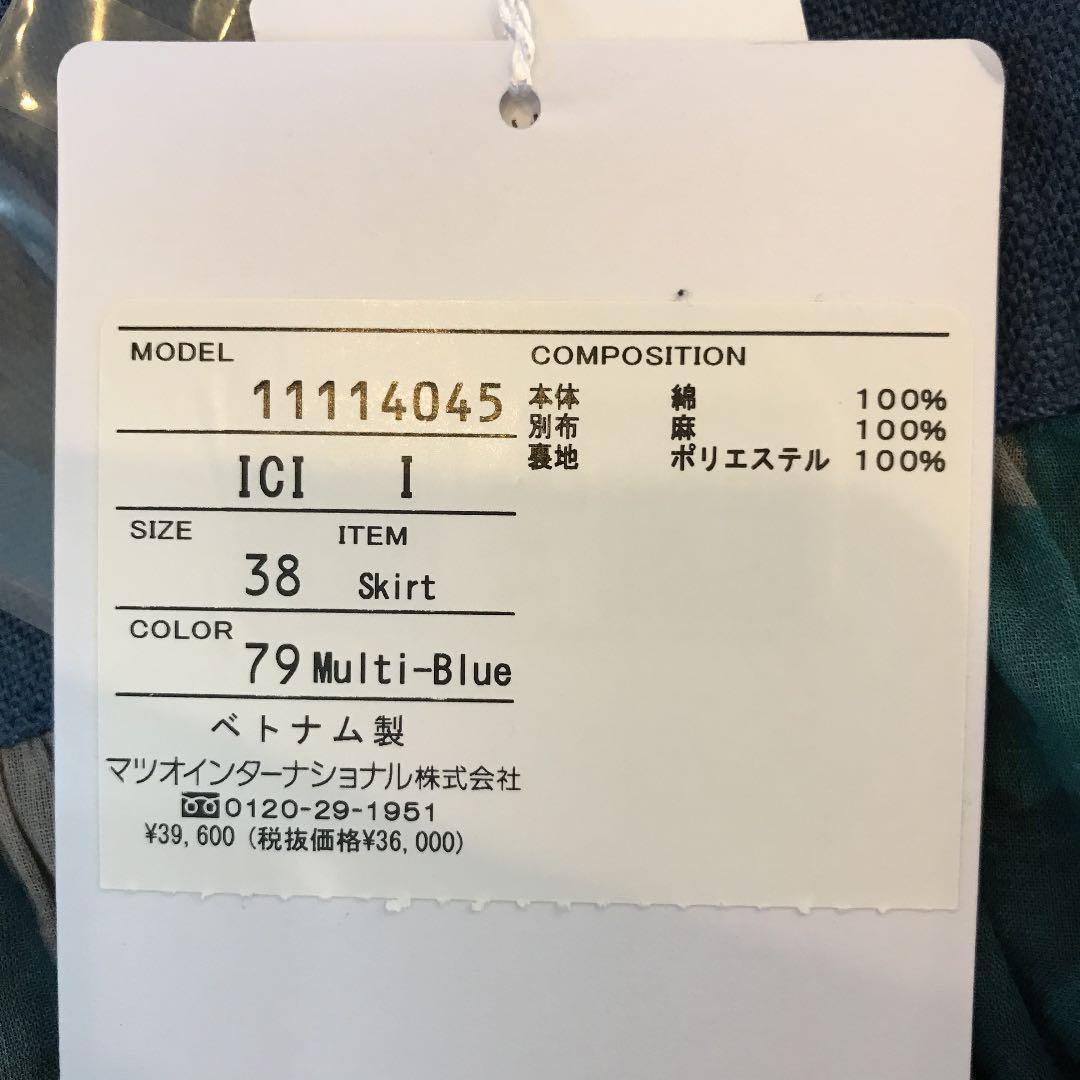 MODEL
11114045
ICI I
SIZE ITEM
38 Skirt
COLOR
79 Multi-Blue
ベトナム製
マツオインターナショナル株式会社
0120-29-1951
¥39,600 (税抜価格¥36,000)
COMPOSITION
本体 綿 100%
別布 麻 100%
裏地 ポリエステル 100%